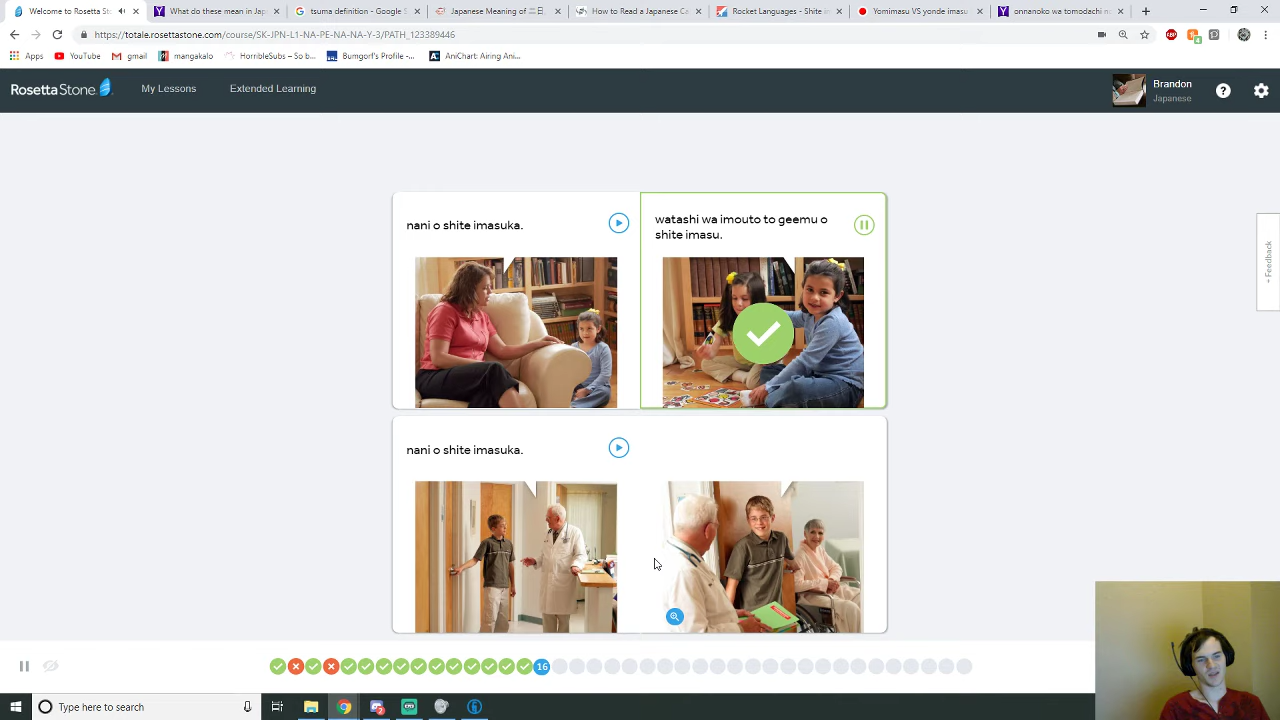 Welcome to Rosetta Stone
What do these mean in Jap
tsuma definition - Google S
Japanese Meaning of
How to Read a Japanese Ca
Rocket Languages - Shite
Yomimasu VS yonde imasu
onnanoko wa tomodachi n
https://totale.rosettastone.com/course/SK-JPN-L1-NA-PE-NA-NA-Y-3/PATH_123389446
Apps YouTube gmail mangakalo HorribleSubs – So b... Bumgorf's Profile -... AniChart: Airing Ani...
RosettaStone My Lessons Extended Learning
Brandon
Japanese
nani o shite imasuka.
watashi wa imouto to geemu o
shite imasu.
nani o shite imasuka.
+ Feedback
16
Type here to search